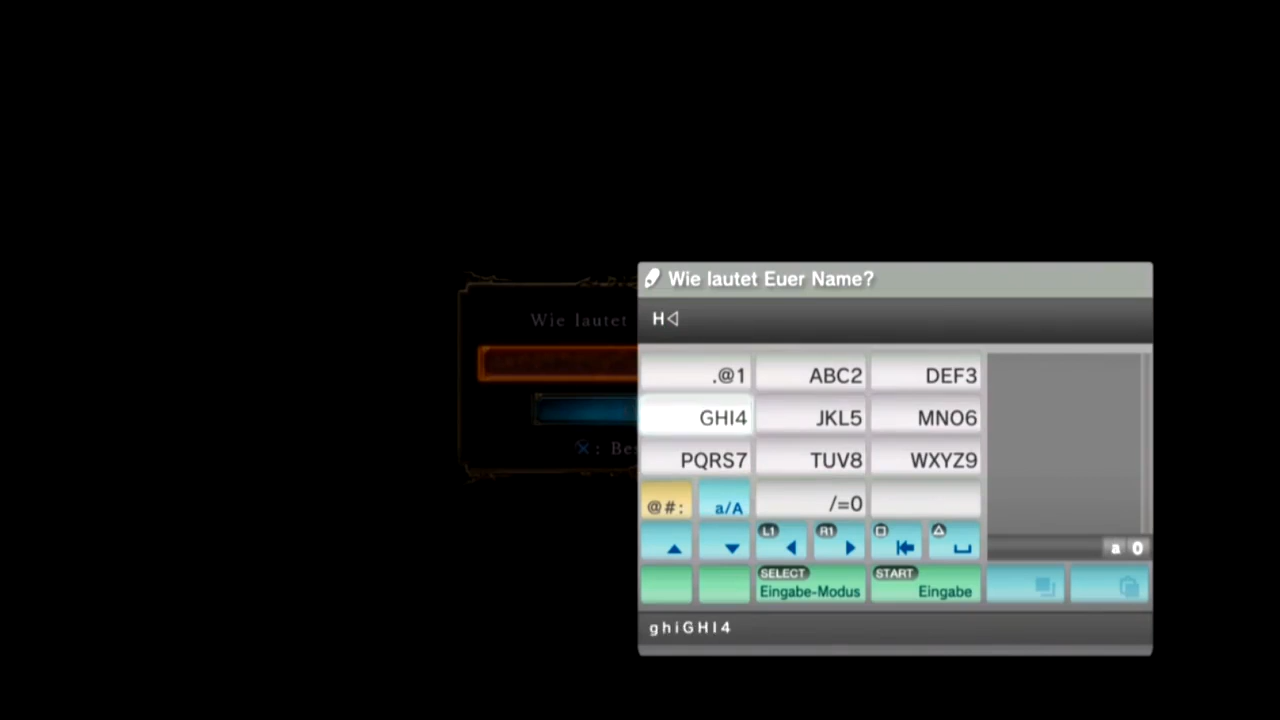 Wie lautet Euer Name?
H
Wie lautet
.@1 ABC2 DEF3
GHI4 JKL5 MNO6
PQRS7 TUV8 WXYZ9
@#: a/A /=0
L1 R1
a 0
SELECT START
Eingabe-Modus Eingabe
ghiGHI4